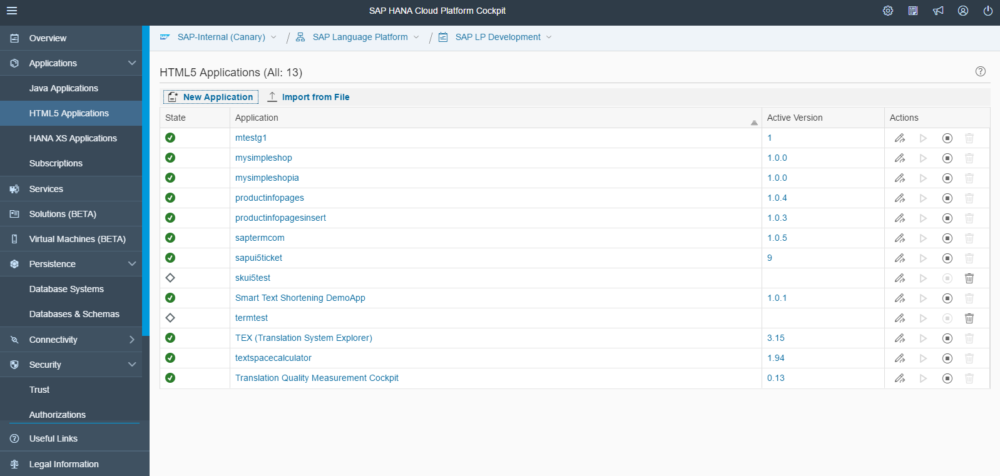 SAP HANA Cloud Platform Cockpit
Overview
Applications
Java Applications
HTML5 Applications
HANA XS Applications
Subscriptions
Services
Solutions (BETA)
Virtual Machines (BETA)
Persistence
Database Systems
Databases & Schemas
Connectivity
Security
Trust
Authorizations
Useful Links
Legal Information
SAP SAP-Internal (Canary) / SAP Language Platform / SAP LP Development
HTML5 Applications (All: 13)
New Application Import from File
State Application Active Version Actions
mtestg1 1
mysimpleshop 1.0.0
mysimpleshopia 1.0.0
productinfopages 1.0.4
productinfopagesinsert 1.0.3
saptermcom 1.0.5
sapui5ticket 9
skui5test
Smart Text Shortening DemoApp 1.0.1
termtest
TEX (Translation System Explorer) 3.15
textspacecalculator 1.94
Translation Quality Measurement Cockpit 0.13